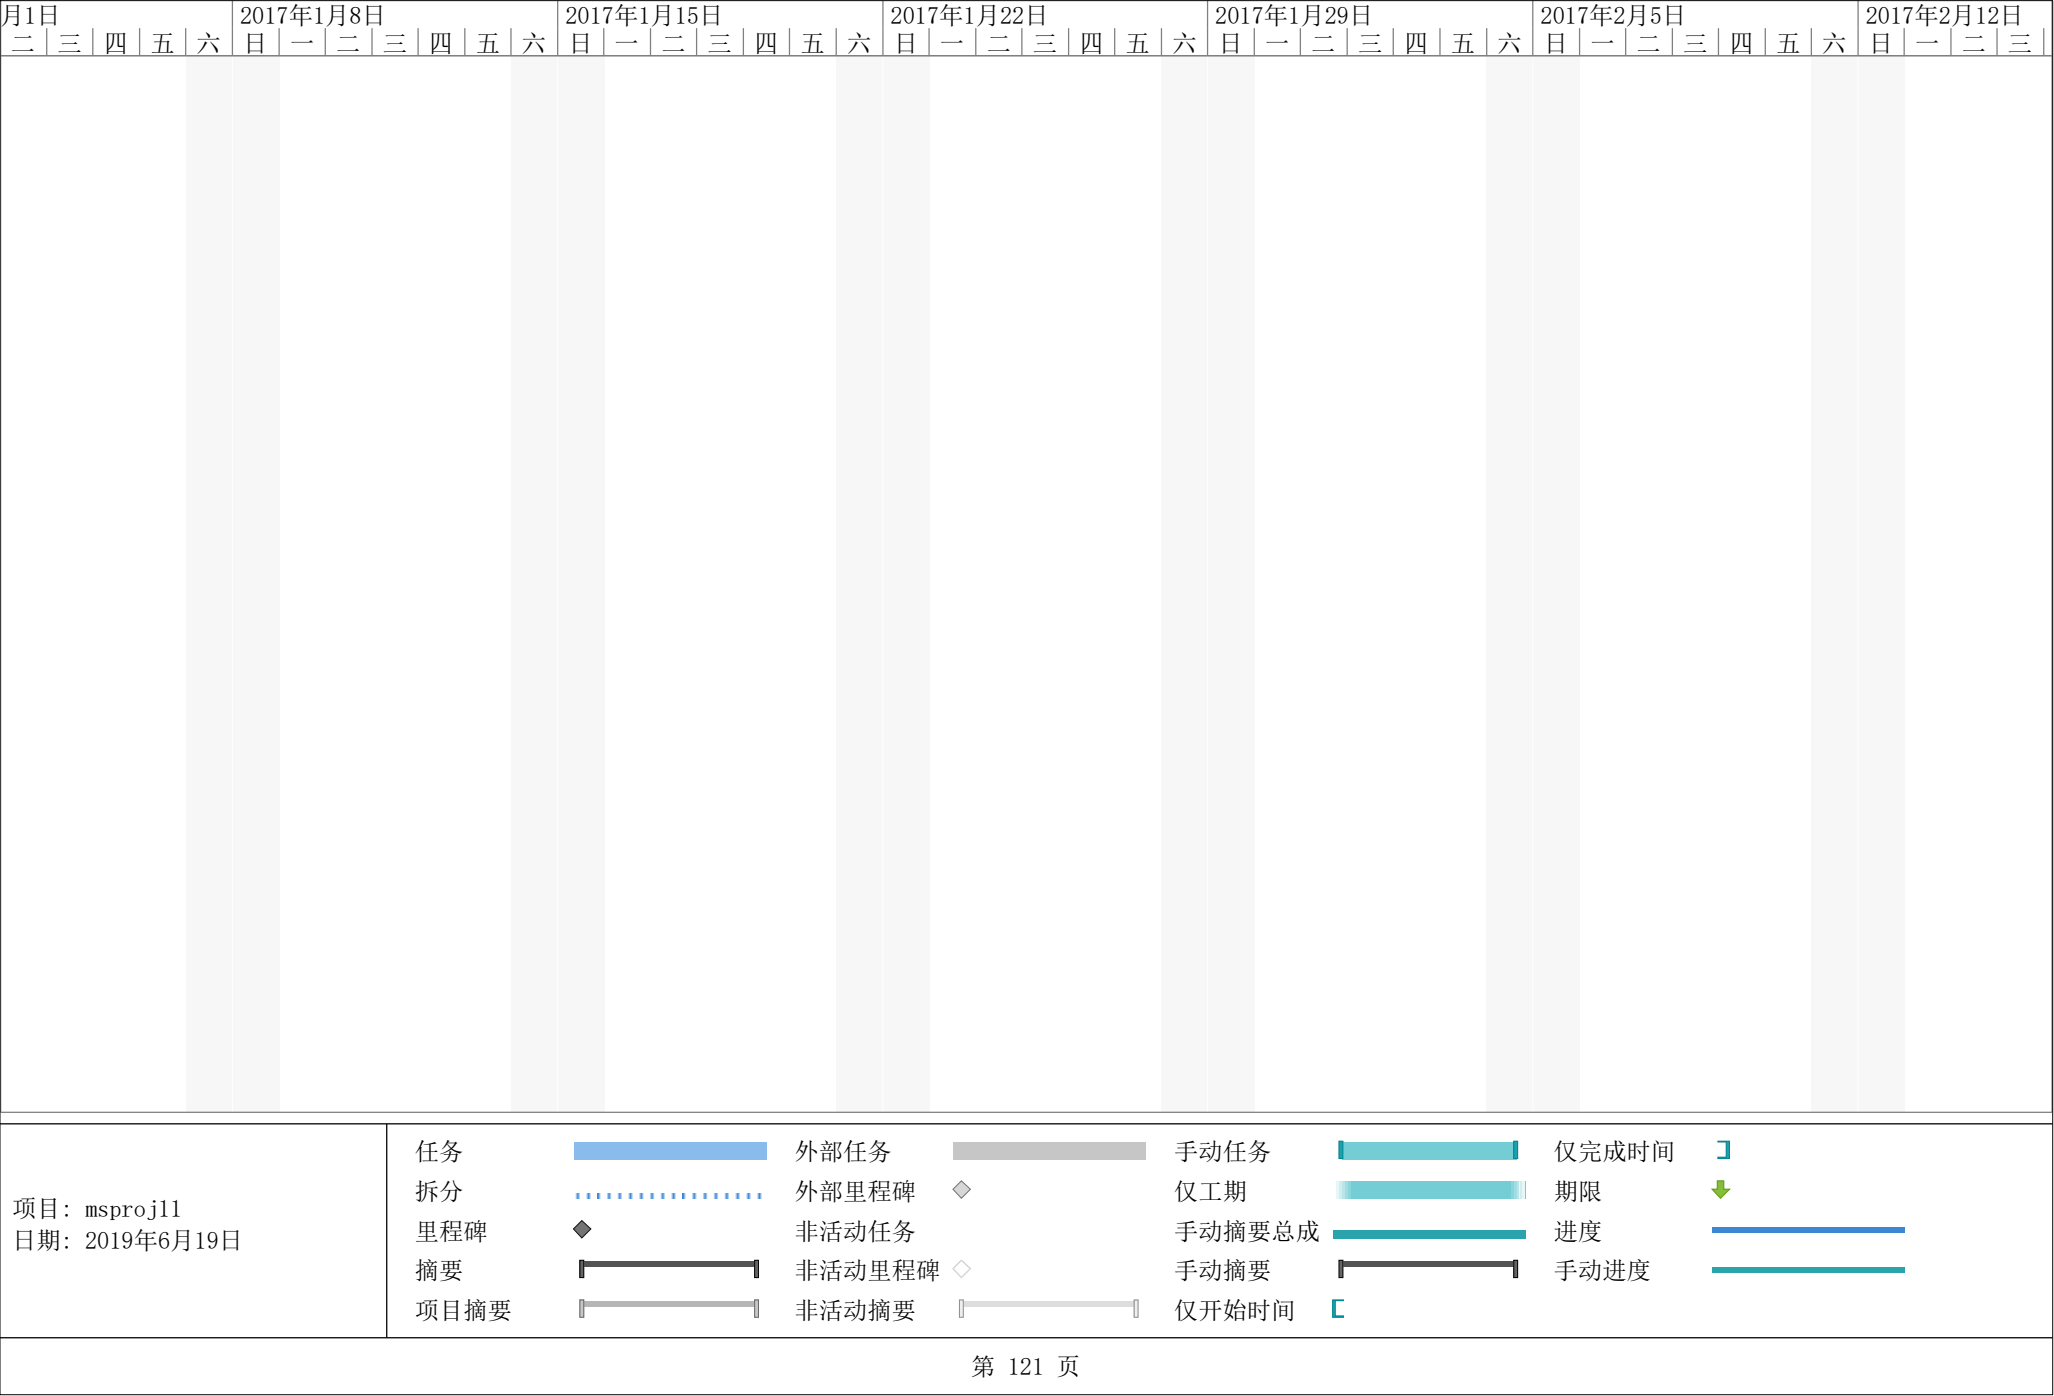 月1日 2017年1月8日 2017年1月15日 2017年1月22日 2017年1月29日 2017年2月5日 2017年2月12日
二 三 四 五 六 日 一 二 三 四 五 六 日 一 二 三 四 五 六 日 一 二 三 四 五 六 日 一 二 三 四 五 六 日 一 二 三 四 五 六 日 一 二 三
项目: msproj11
日期: 2019年6月19日
任务
拆分
里程碑
摘要
项目摘要
外部任务
外部里程碑
非活动任务
非活动里程碑
非活动摘要
手动任务
仅工期
手动摘要总成
手动摘要
仅开始时间
仅完成时间
期限
进度
手动进度
第 121 页